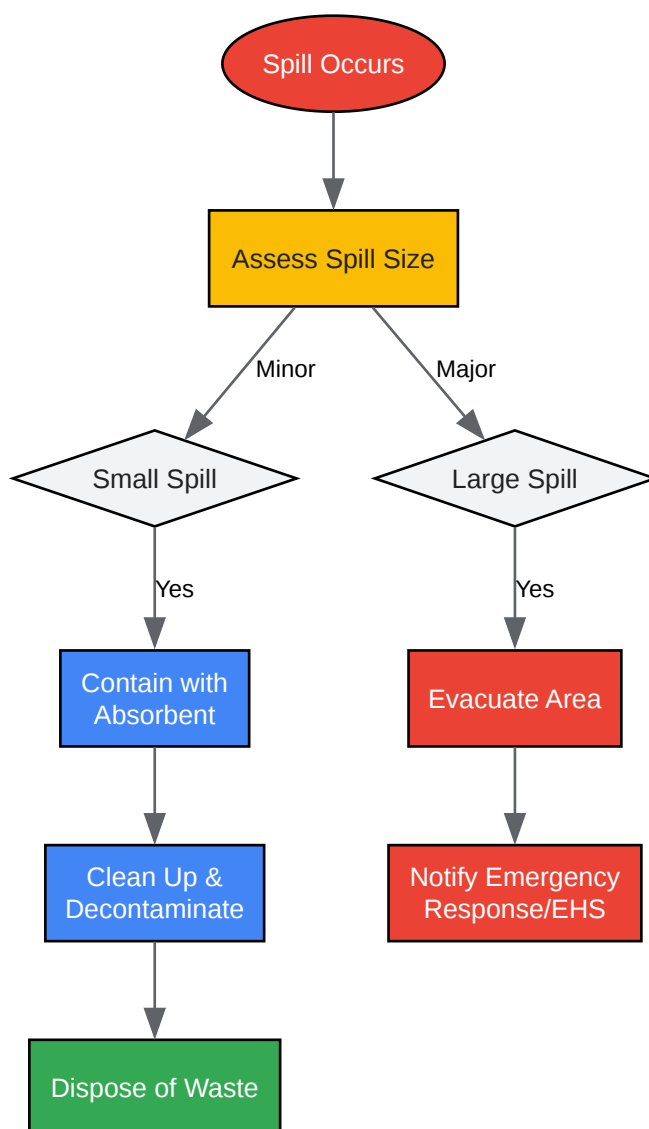 Spill Occurs
Assess Spill Size
Minor
Major
Small Spill
Large Spill
Yes
Yes
Contain with
Absorbent
Evacuate Area
Clean Up &
Decontaminate
Notify Emergency
Response/EHS
Dispose of Waste